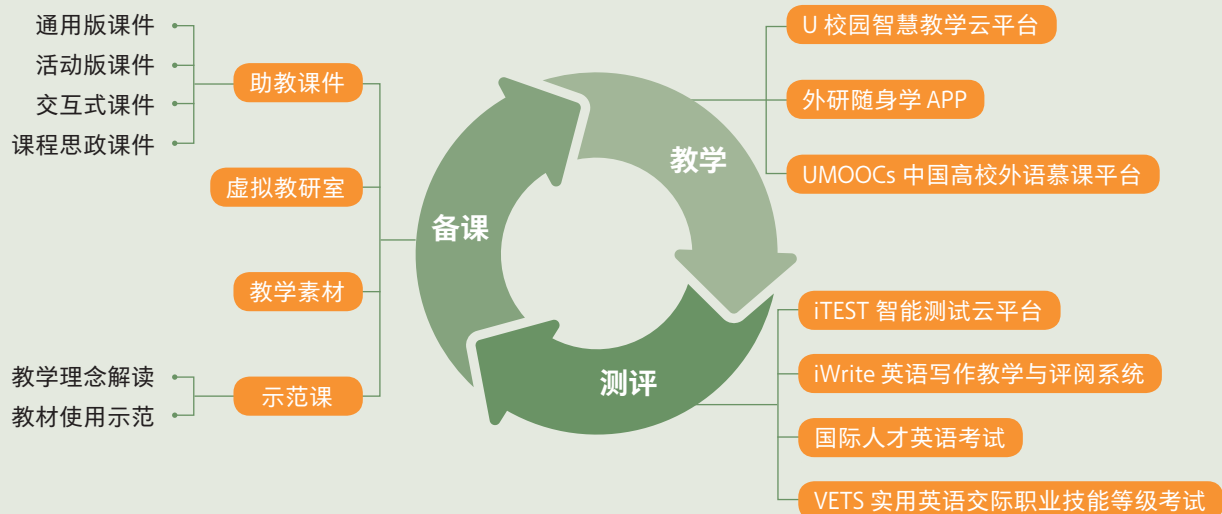 通用版课件
活动版课件
交互式课件
课程思政课件
助教课件
虚拟教研室
教学素材
教学理念解读
教材使用示范
示范课
备课
教学
测评
U 校园智慧教学云平台
外研随身学 APP
UMOOCs 中国高校外语慕课平台
iTEST 智能测试云平台
iWrite 英语写作教学与评阅系统
国际人才英语考试
VETS 实用英语交际职业技能等级考试